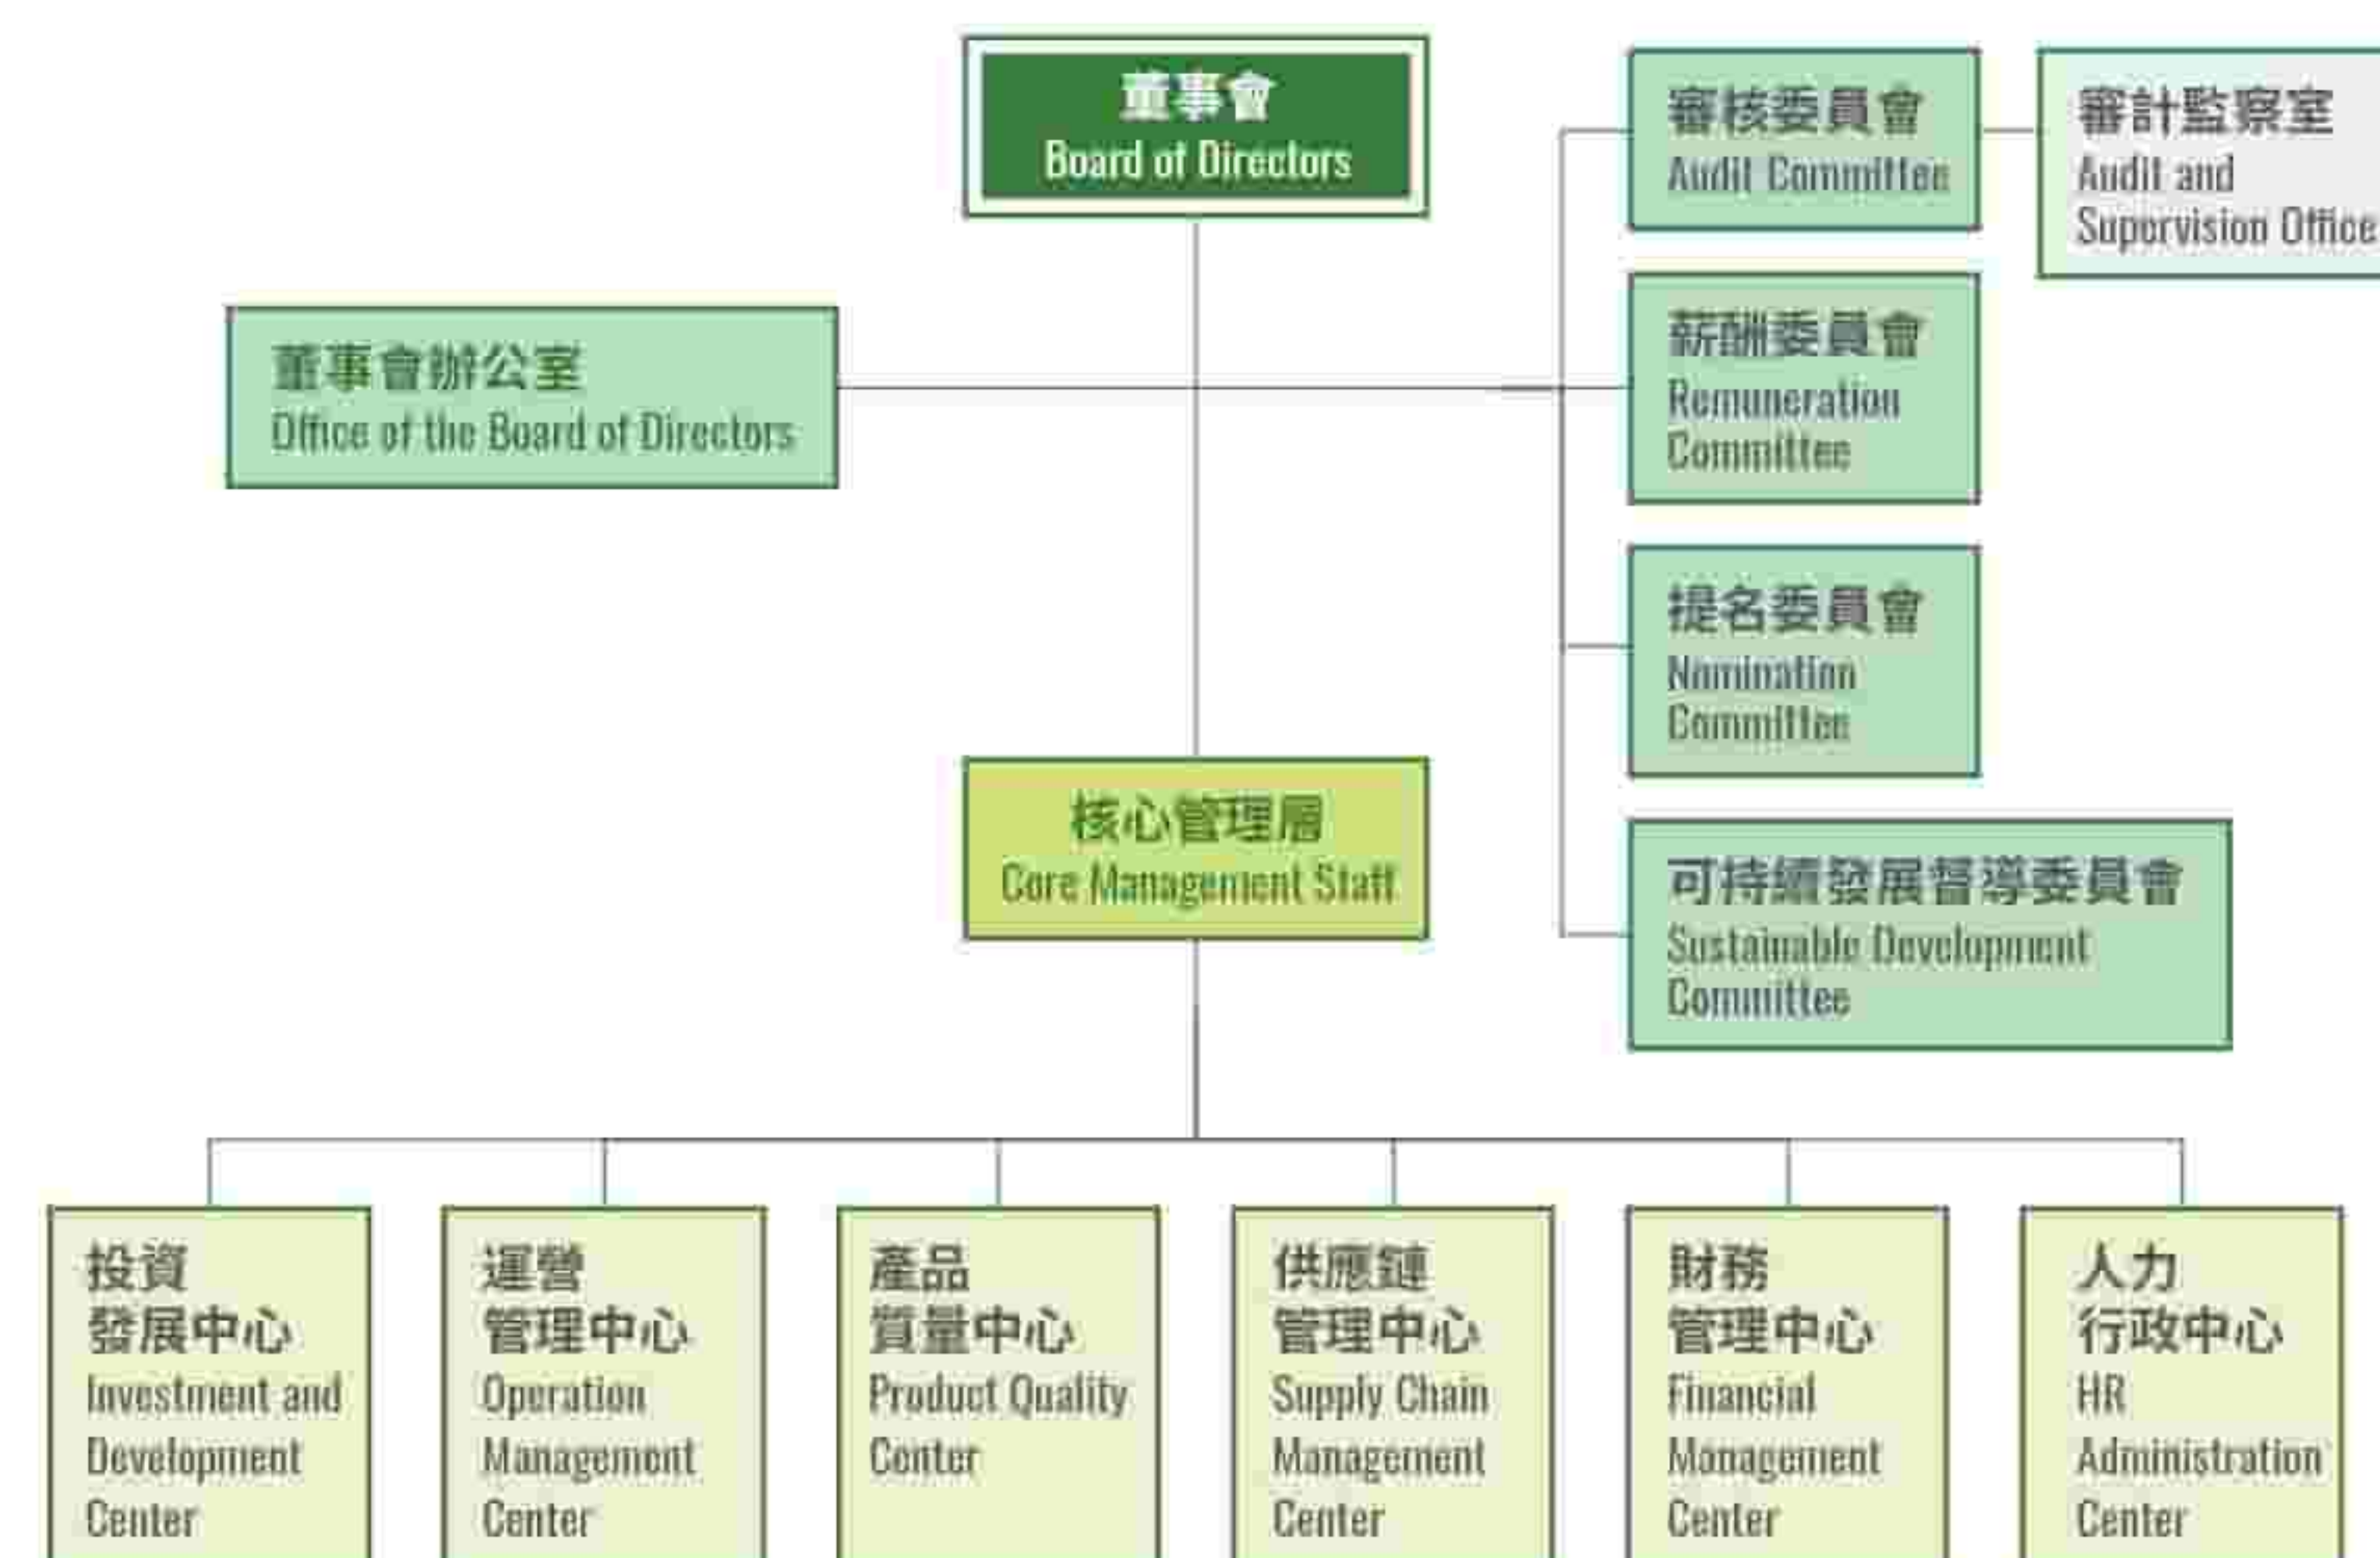 董事會
Board of Directors
審核委員會
Audit Committee
審計監察室
Audit and
Supervision Office
董事會辦公室
Office of the Board of Directors
薪酬委員會
Remuneration
Committee
提名委員會
Nomination
Committee
核心管理層
Core Management Staff
可持續發展督導委員會
Sustainable Development
Committee
投資
發展中心
Investment and
Development
Center
運營
管理中心
Operation
Management
Center
產品
質量中心
Product Quality
Center
供應鏈
管理中心
Supply Chain
Management
Center
財務
管理中心
Financial
Management
Center
人力
行政中心
HR
Administration
Center